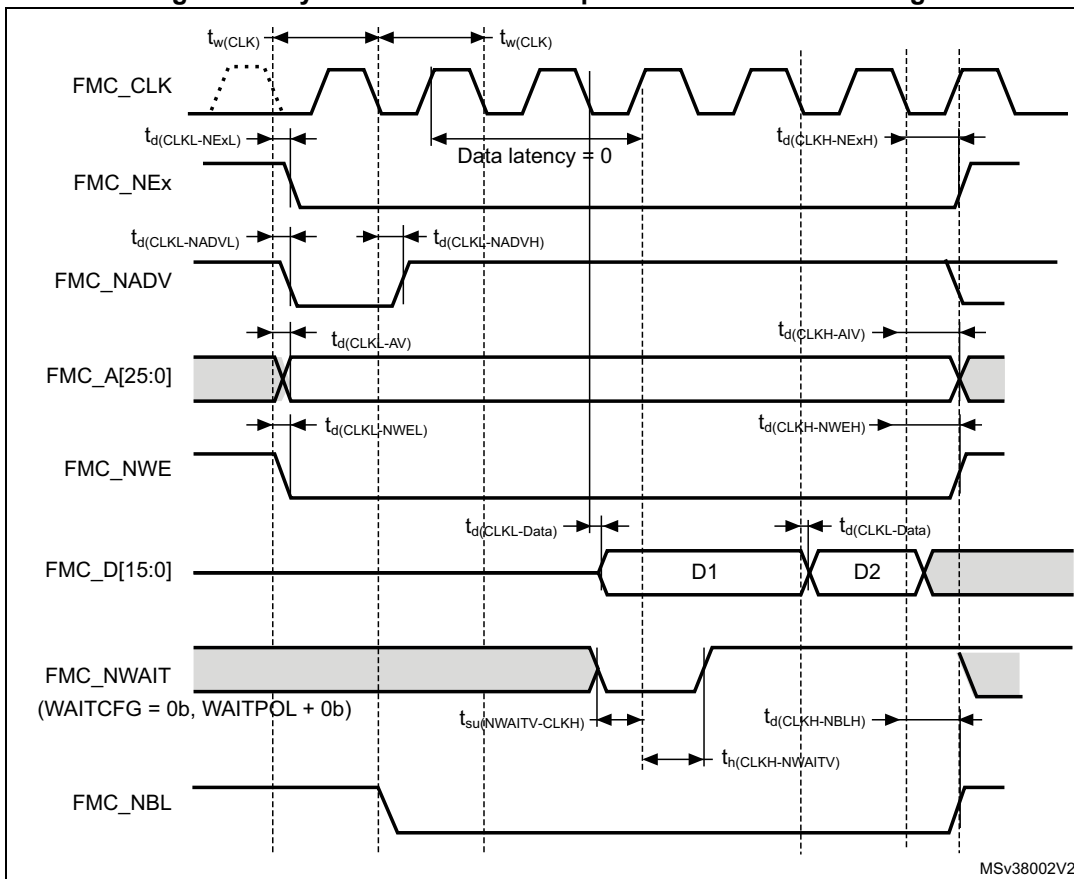 tw(CLK) tw(CLK)
FMC_CLK
td(CLKL-NExL) Data latency = 0 td(CLKH-NExH)
FMC_NEx
td(CLKL-NADVL) td(CLKL-NADVH)
FMC_NADV
td(CLKL-AV) td(CLKH-AIV)
FMC_A[25:0]
td(CLKL-NWEL) td(CLKH-NWEH)
FMC_NWE
td(CLKL-Data) td(CLKL-Data)
FMC_D[15:0] D1 D2
FMC_NWAIT
(WAITCFG = 0b, WAITPOL + 0b)
tsu(NWAITV-CLKH) td(CLKH-NBLH)
th(CLKH-NWAITV)
FMC_NBL
MSv38002V2